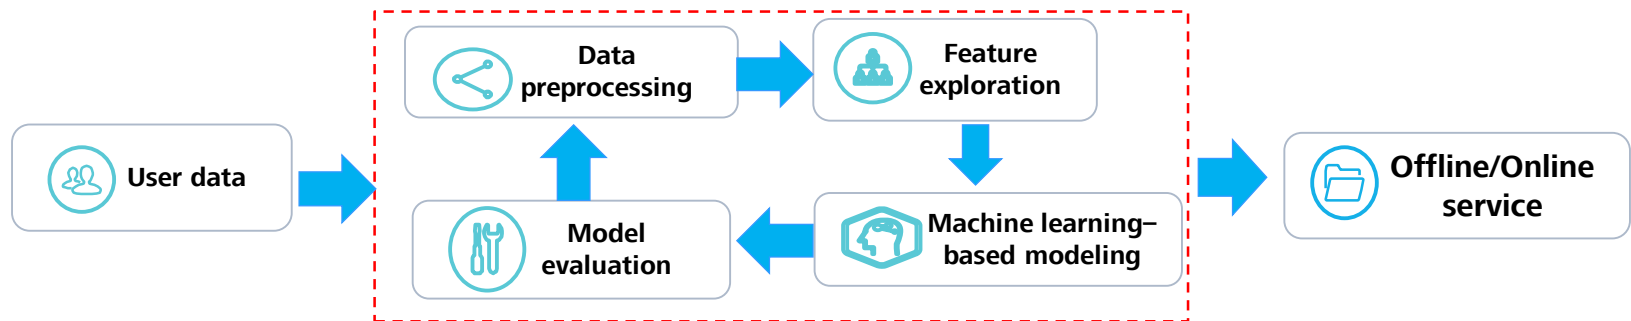 User data
Data
preprocessing
Feature
exploration
Machine learning–
based modeling
Model
evaluation
Offline/Online
service